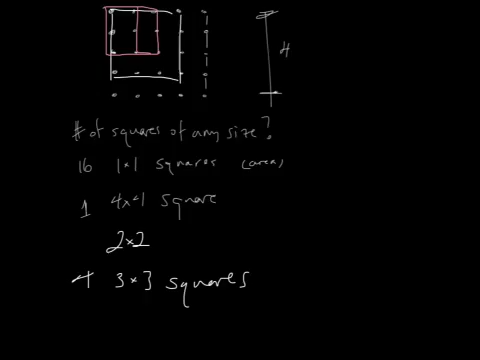 4
# of squares of any size?
16 1×1 squares (area)
1 4×4 square
2×2
4 3×3 squares